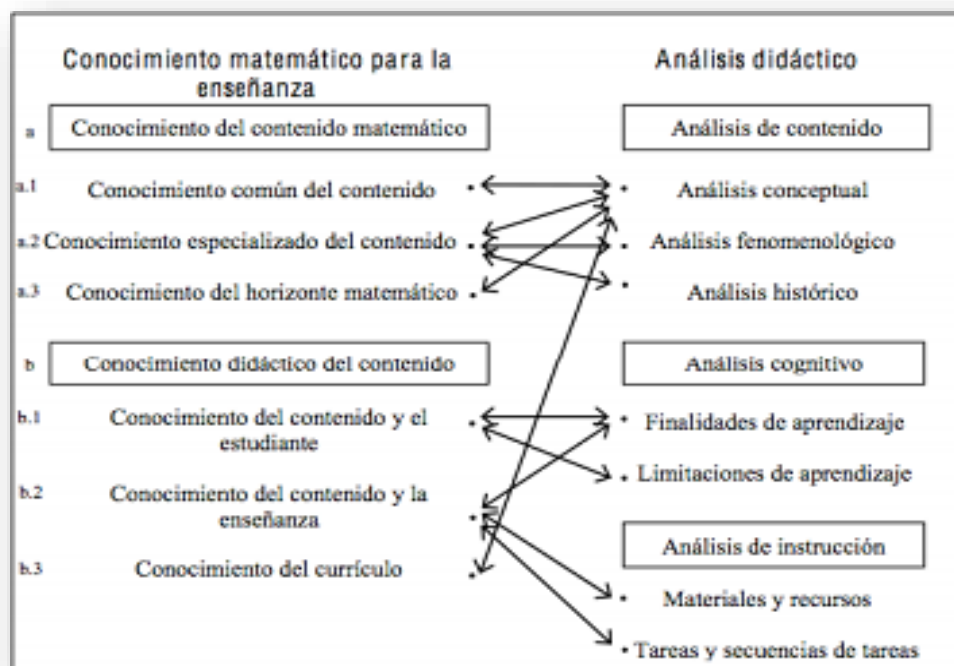 Conocimiento matemático para la
enseñanza
Análisis didáctico
a
Conocimiento del contenido matemático
Análisis de contenido
a.1
Conocimiento común del contenido
Análisis conceptual
a.2
Conocimiento especializado del contenido
Análisis fenomenológico
a.3
Conocimiento del horizonte matemático
Análisis histórico
b
Conocimiento didáctico del contenido
Análisis cognitivo
b.1
Conocimiento del contenido y el
estudiante
Finalidades de aprendizaje
Limitaciones de aprendizaje
b.2
Conocimiento del contenido y la
enseñanza
Análisis de instrucción
b.3
Conocimiento del currículo
Materiales y recursos
Tareas y secuencias de tareas